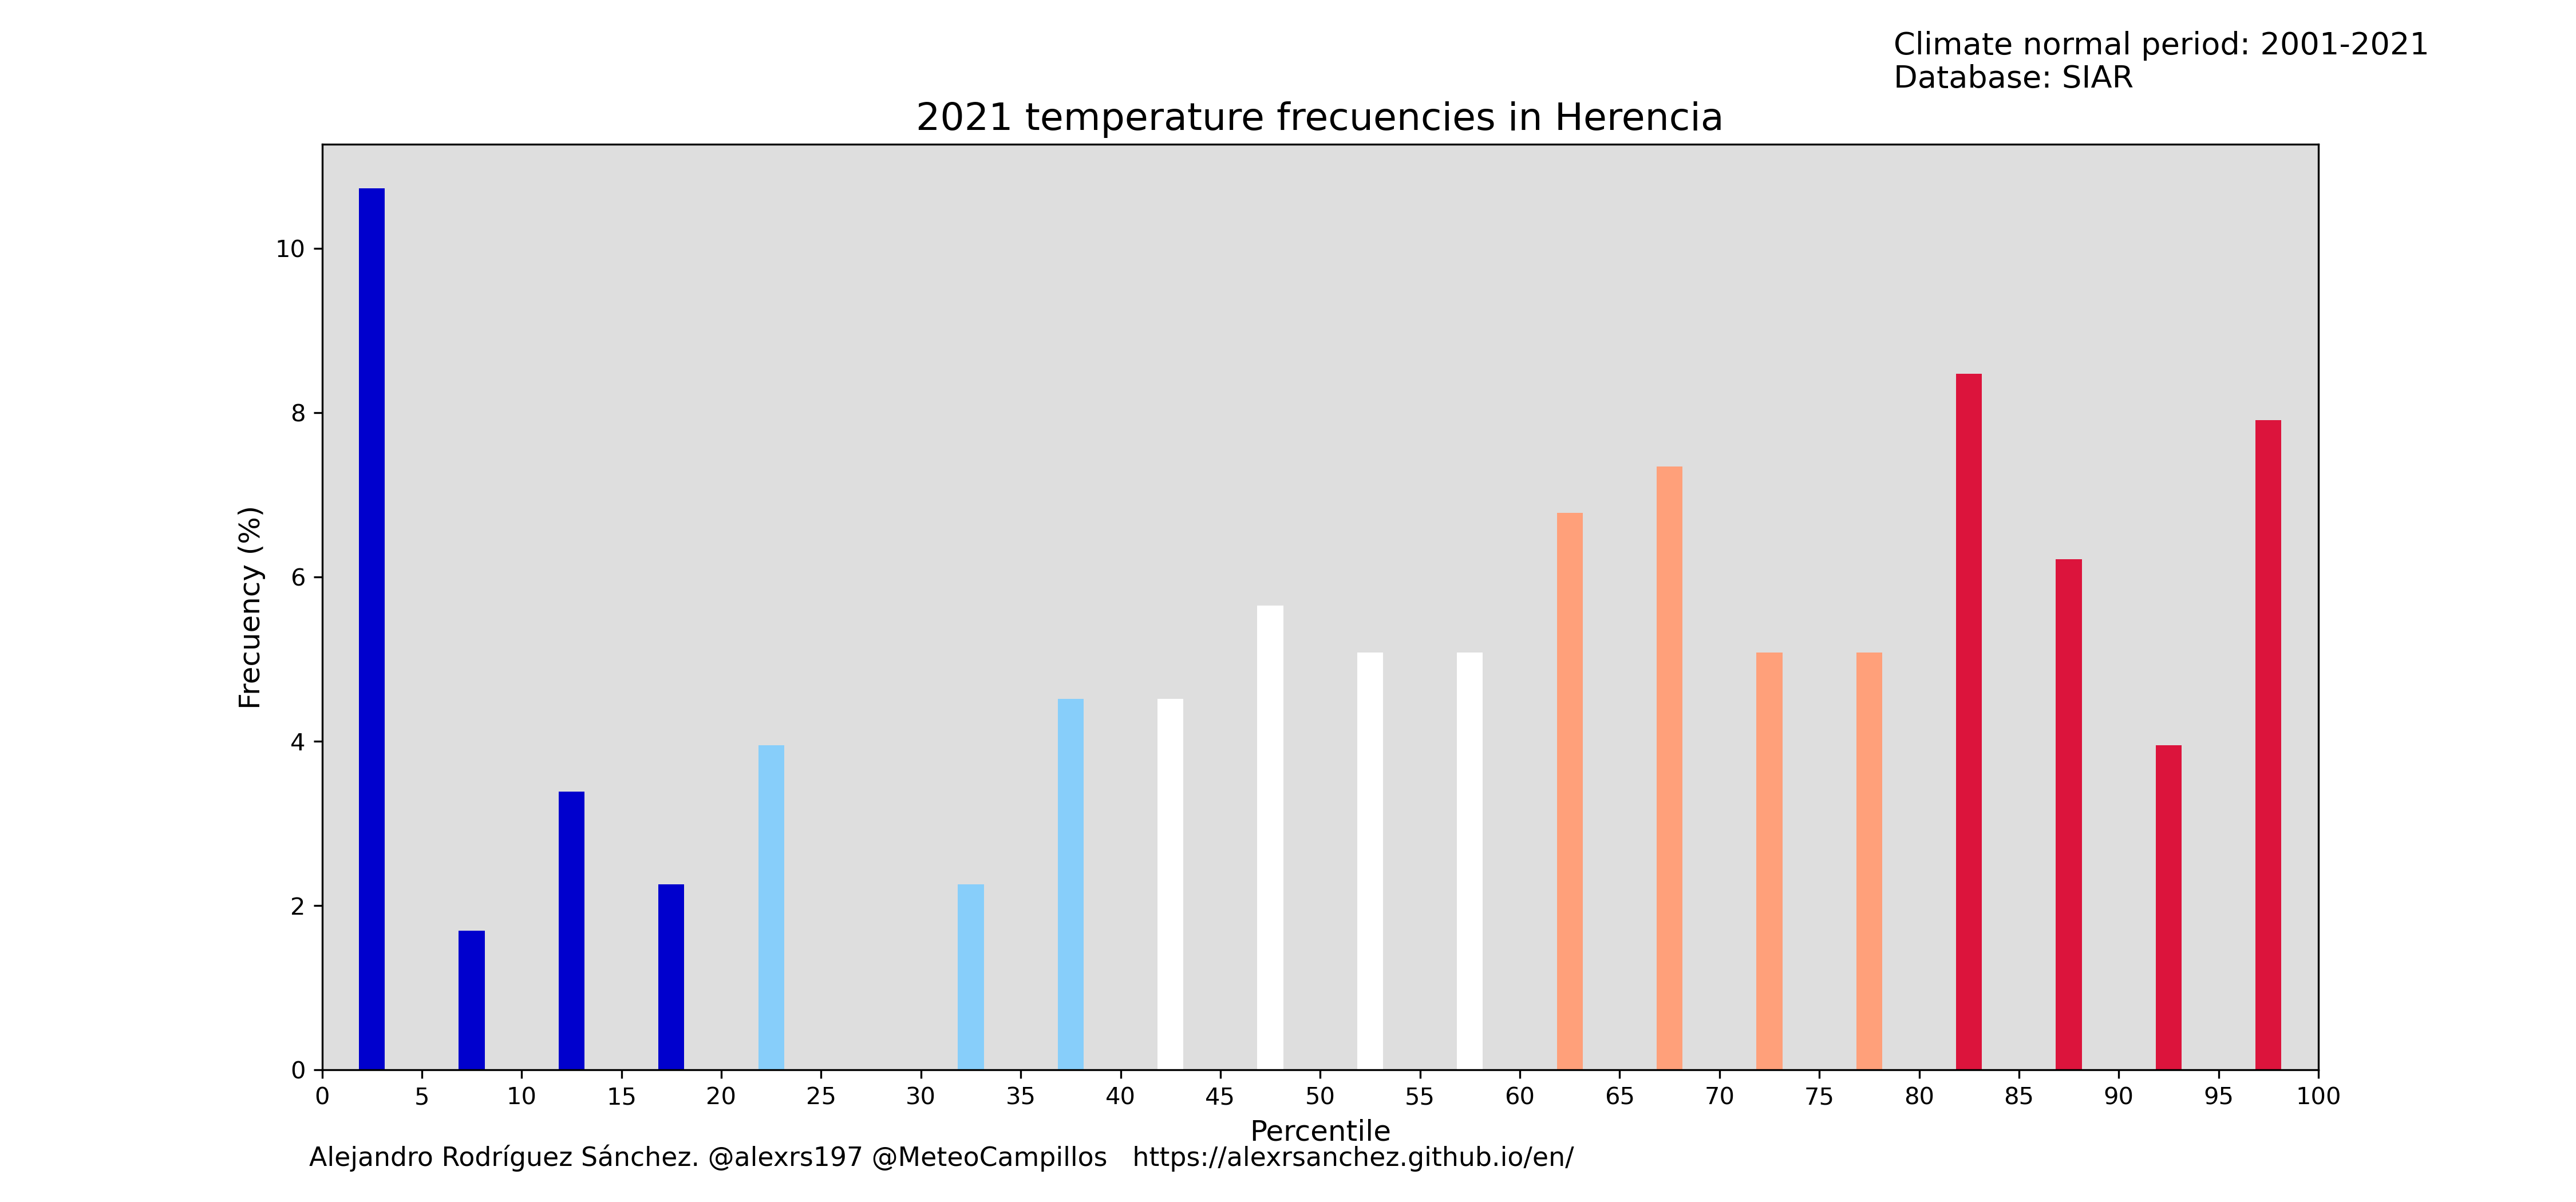 Climate normal period: 2001-2021
Database: SIAR
2021 temperature frecuencies in Herencia
Frecuency (%)
10
8
6
4
2
0
0 5 10 15 20 25 30 35 40 45 50 55 60 65 70 75 80 85 90 95 100
Percentile
Alejandro Rodríguez Sánchez. @alexrs197 @MeteoCampillos https://alexrsanchez.github.io/en/